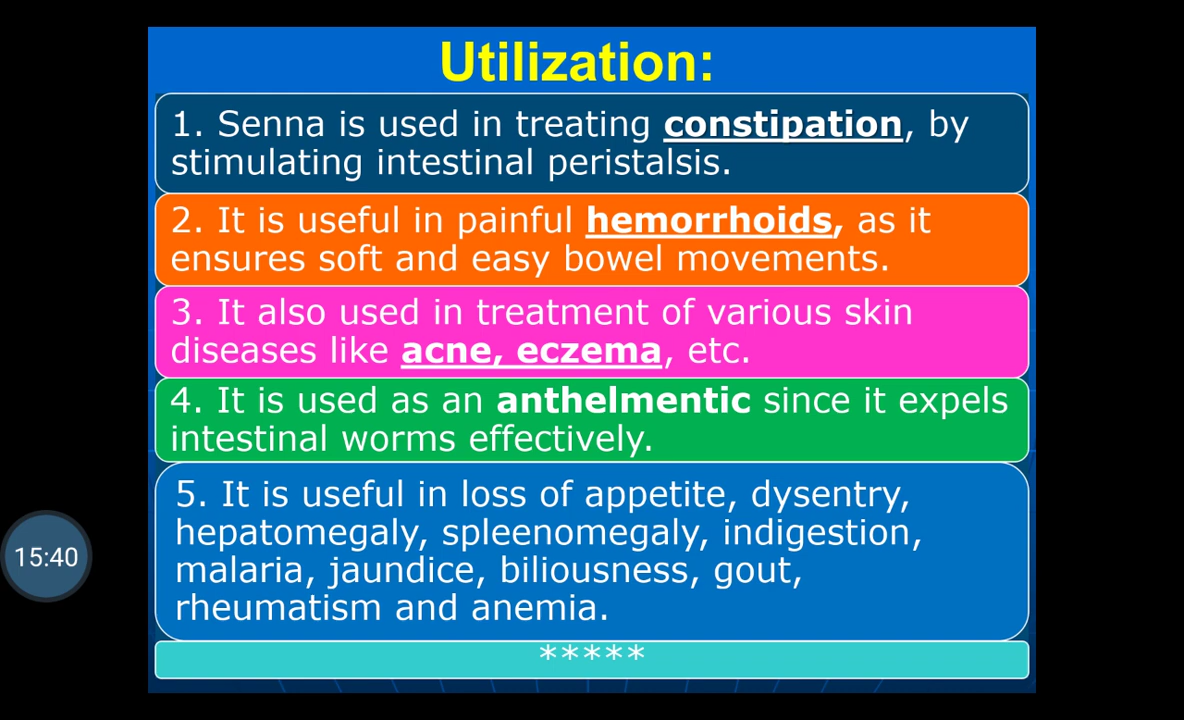 Utilization:
1. Senna is used in treating constipation, by
stimulating intestinal peristalsis.
2. It is useful in painful hemorrhoids, as it
ensures soft and easy bowel movements.
3. It also used in treatment of various skin
diseases like acne, eczema, etc.
4. It is used as an anthelmentic since it expels
intestinal worms effectively.
5. It is useful in loss of appetite, dysentry,
hepatomegaly, spleenomegaly, indigestion,
malaria, jaundice, biliousness, gout,
rheumatism and anemia.
*****
15:40